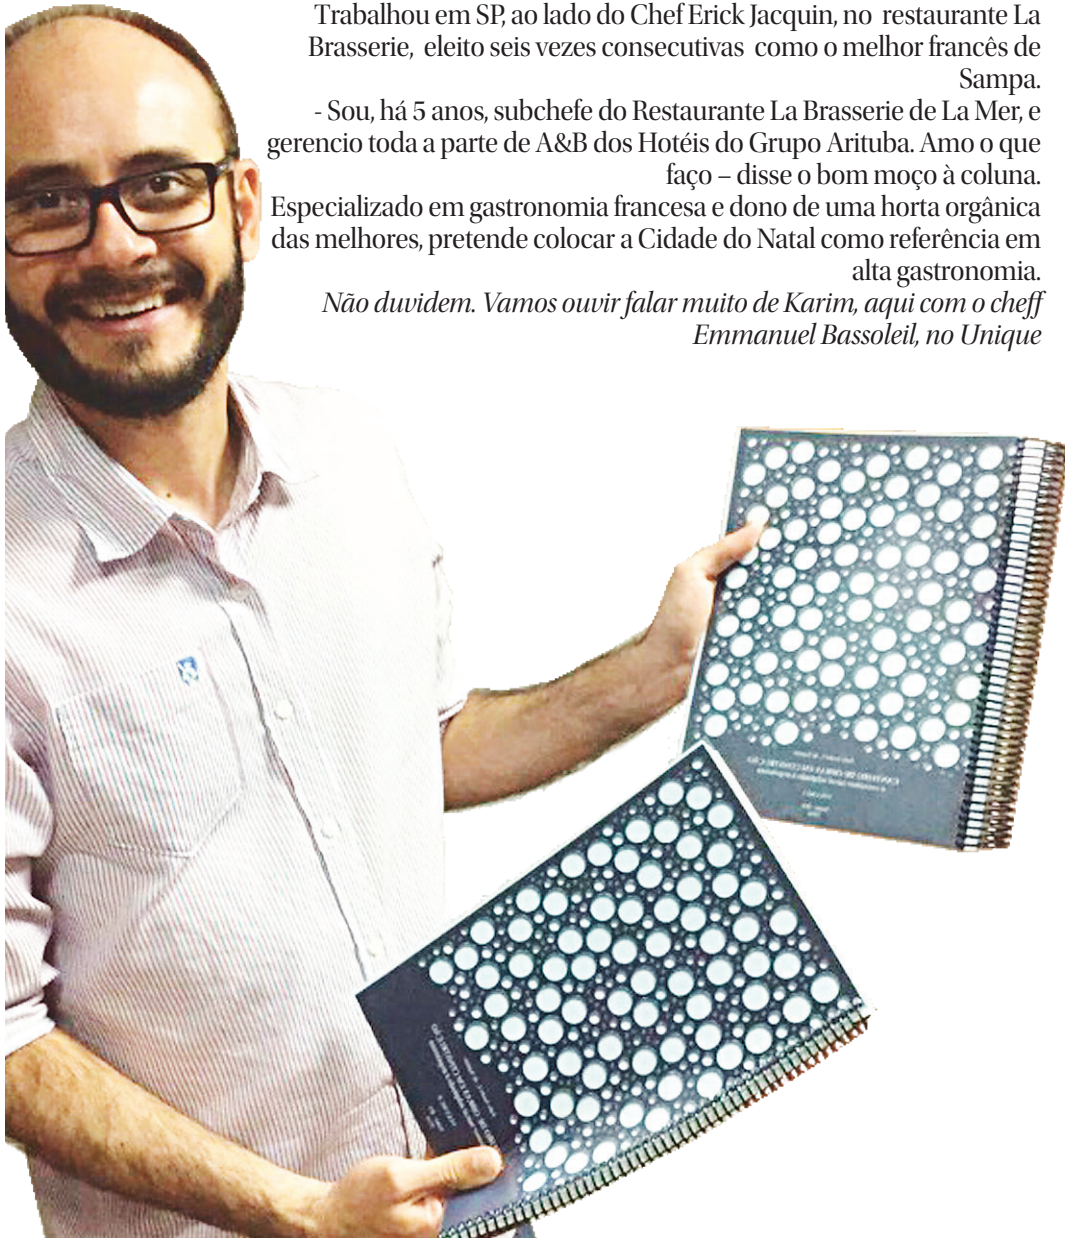 Trabalhou em SP, ao lado do Chef Erick Jacquin, no restaurante La
Brasserie, eleito seis vezes consecutivas como o melhor francês de
Sampa.
- Sou, há 5 anos, subchefe do Restaurante La Brasserie de La Mer, e
gerencio toda a parte de A&B dos Hotéis do Grupo Arituba. Amo o que
faço – disse o bom moço à coluna.
Especializado em gastronomia francesa e dono de uma horta orgânica
das melhores, pretende colocar a Cidade do Natal como referência em
alta gastronomia.
Não duvidem. Vamos ouvir falar muito de Karim, aqui com o cheff
Emmanuel Bassoleil, no Unique